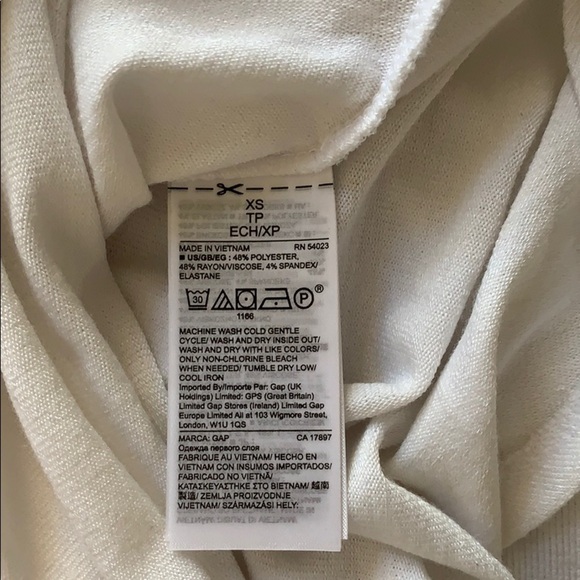 XS
TP
ECH/XP
MADE IN VIETNAM RN 54023
■ US/GB/EG : 48% POLYESTER,
48% RAYON/VISCOSE, 4% SPANDEX/
ELASTANE
30 P ®
1166
MACHINE WASH COLD GENTLE
CYCLE/ WASH AND DRY INSIDE OUT/
WASH AND DRY WITH LIKE COLORS/
ONLY NON-CHLORINE BLEACH
WHEN NEEDED/ TUMBLE DRY LOW/
COOL IRON
Imported By/Importe Par: Gap (UK
Holdings) Limited: GPS (Great Britain)
Limited Gap Stores (Ireland) Limited Gap
Europe Limited All at 103 Wigmore Street,
London, W1U 1QS
MARCA: GAP CA 17897
Одежда первого слоя
FABRIQUE AU VIETNAM/ HECHO EN
VIETNAM CON INSUMOS IMPORTADOS/
FABRICADO NO VIETNÃ/
ΚΑΤΑΣΚΕΥΑΣΤΗΚΕ ΣΤΟ ΒΙΕΤΝΑΜ/ 越南
製造/ ZEMLJA PROIZVODNJE
VIJETNAM/ SZÁRMAZÁSI HELY: